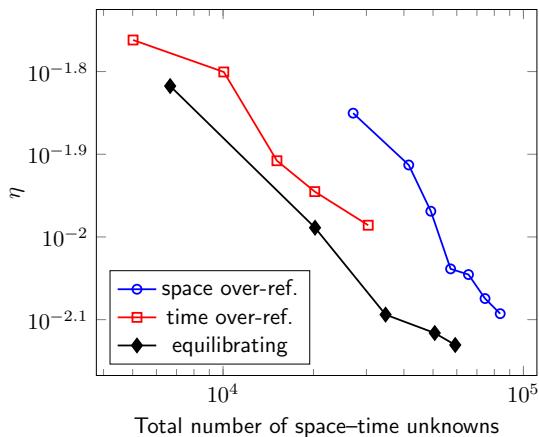 10^−1.8
10^−1.9
10^−2
10^−2.1
η
space over-ref.
time over-ref.
equilibrating
10^4 10^5
Total number of space–time unknowns